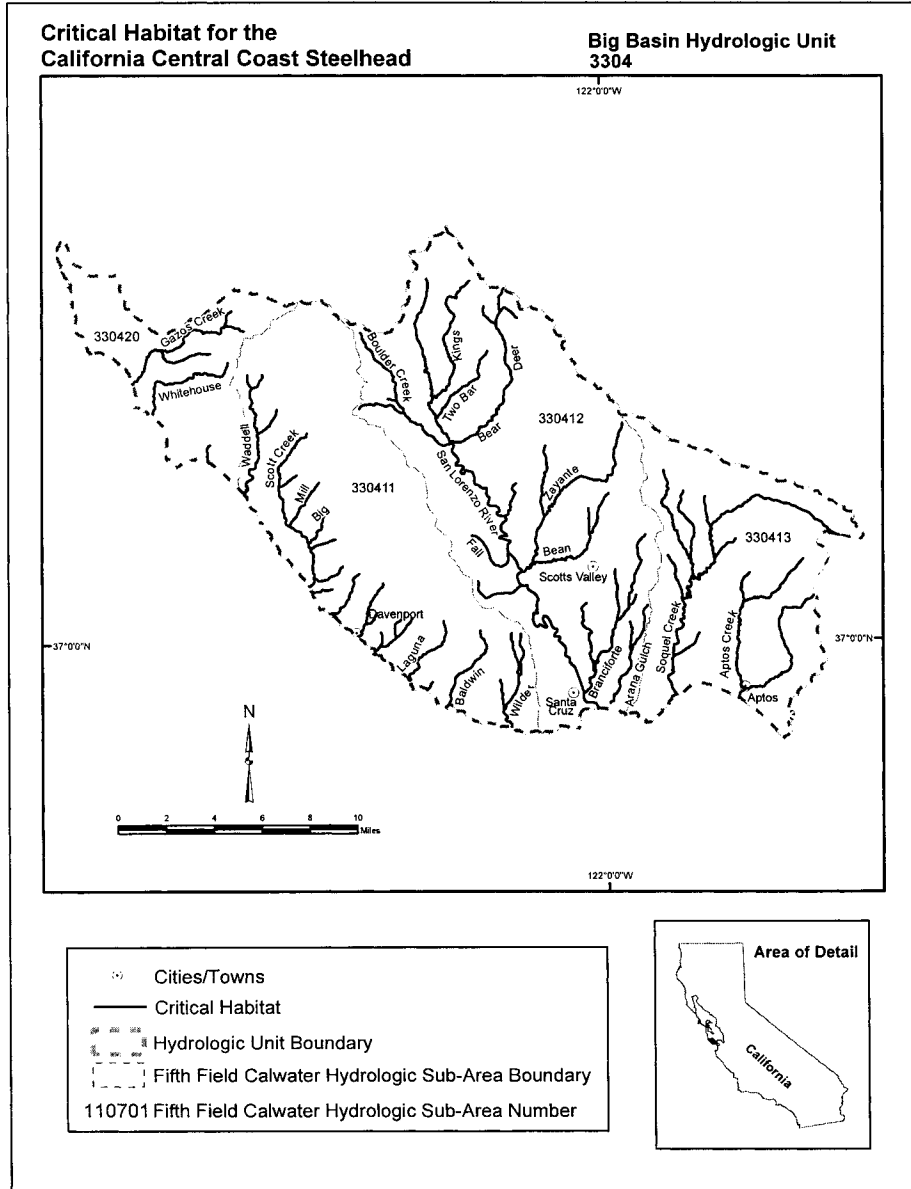 Critical Habitat for the
California Central Coast Steelhead
Big Basin Hydrologic Unit
3304
122°0'0"W
330420
Gazos Creek
Whitehouse
Waddell
Scott Creek
Mill
Big
330411
Boulder Creek
Kings
Two Bar
Deer
Bear
330412
San Lorenzo River
Zayante
Fall
Bean
Scotts Valley
330413
Davenport
Laguna
Baldwin
Wilder
Santa
Cruz
Branciforte
Arana Gulch
Soquel Creek
Aptos Creek
Aptos
37°0'0"N
37°0'0"N
N
0 2 4 6 8 10
Miles
122°0'0"W
Cities/Towns
Critical Habitat
Hydrologic Unit Boundary
Fifth Field Calwater Hydrologic Sub-Area Boundary
110701 Fifth Field Calwater Hydrologic Sub-Area Number
Area of Detail
California